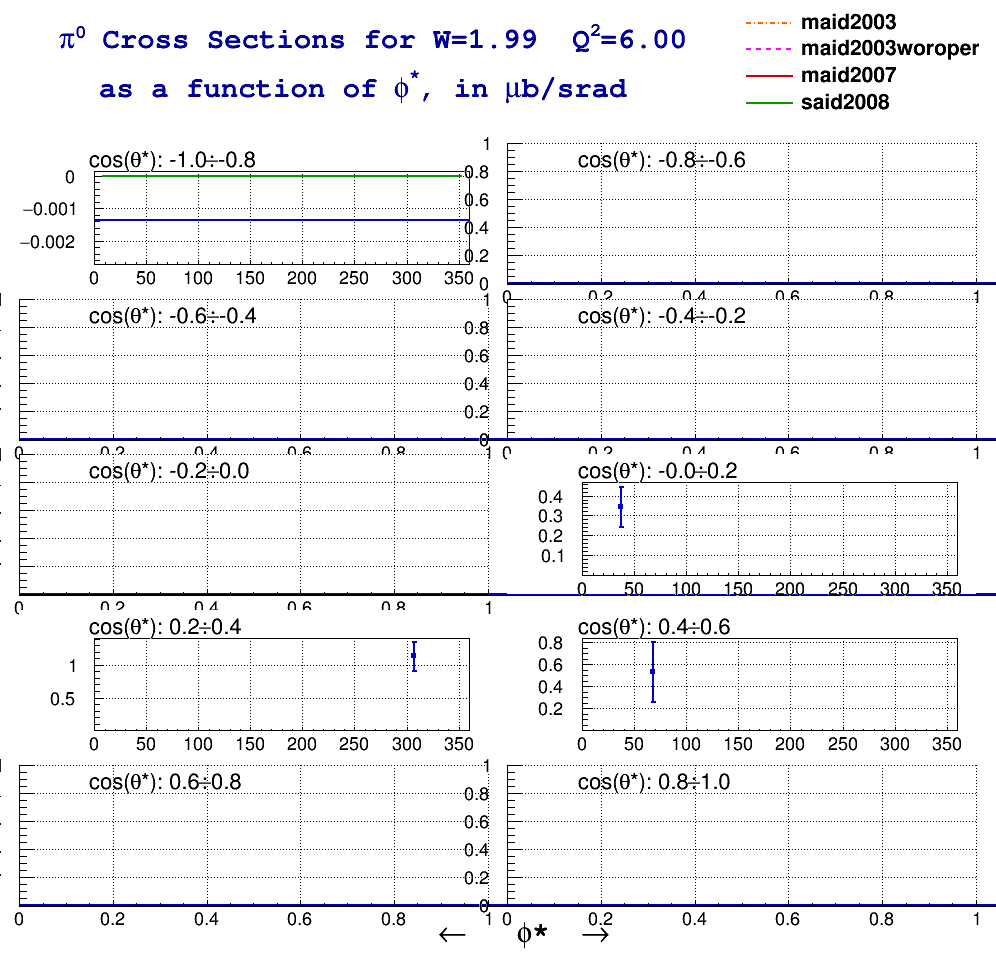 π⁰ Cross Sections for W=1.99 Q²=6.00
as a function of ϕ*, in μb/srad
maid2003
maid2003woroper
maid2007
said2008
cos(θ*): -1.0÷-0.8
0
−0.001
−0.002
0 50 100 150 200 250 300 350
cos(θ*): -0.8÷-0.6
1
0.8
0.6
0.4
0.2
0
0 0.2 0.4 0.6 0.8 1
cos(θ*): -0.6÷-0.4
0 0.2 0.4 0.6 0.8 1
cos(θ*): -0.4÷-0.2
1
0.8
0.6
0.4
0.2
0
0 0.2 0.4 0.6 0.8 1
cos(θ*): -0.2÷0.0
0 0.2 0.4 0.6 0.8 1
cos(θ*): -0.0÷0.2
0.4
0.3
0.2
0.1
0 50 100 150 200 250 300 350
cos(θ*): 0.2÷0.4
1
0.5
0 50 100 150 200 250 300 350
cos(θ*): 0.4÷0.6
0.8
0.6
0.4
0.2
0 50 100 150 200 250 300 350
cos(θ*): 0.6÷0.8
0 0.2 0.4 0.6 0.8 1
cos(θ*): 0.8÷1.0
1
0.8
0.6
0.4
0.2
0
0 0.2 0.4 0.6 0.8 1
← ϕ* →